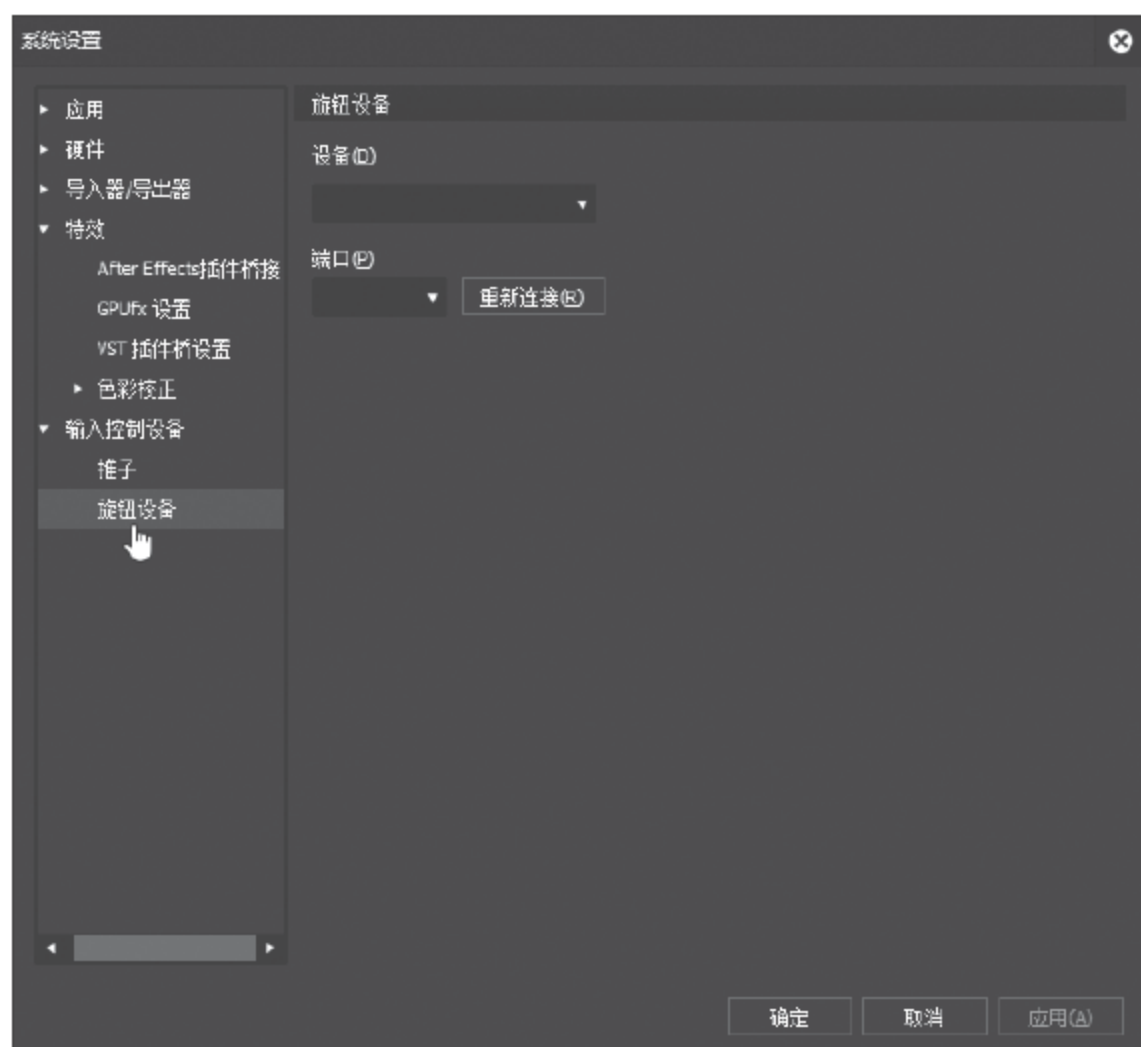 系统设置
应用
硬件
导入器/导出器
特效
After Effects插件桥接
GPUfx 设置
VST 插件桥设置
色彩校正
输入控制设备
推子
旋钮设备
旋钮设备
设备(D)
端口(P)
重新连接(R)
确定
取消
应用(A)